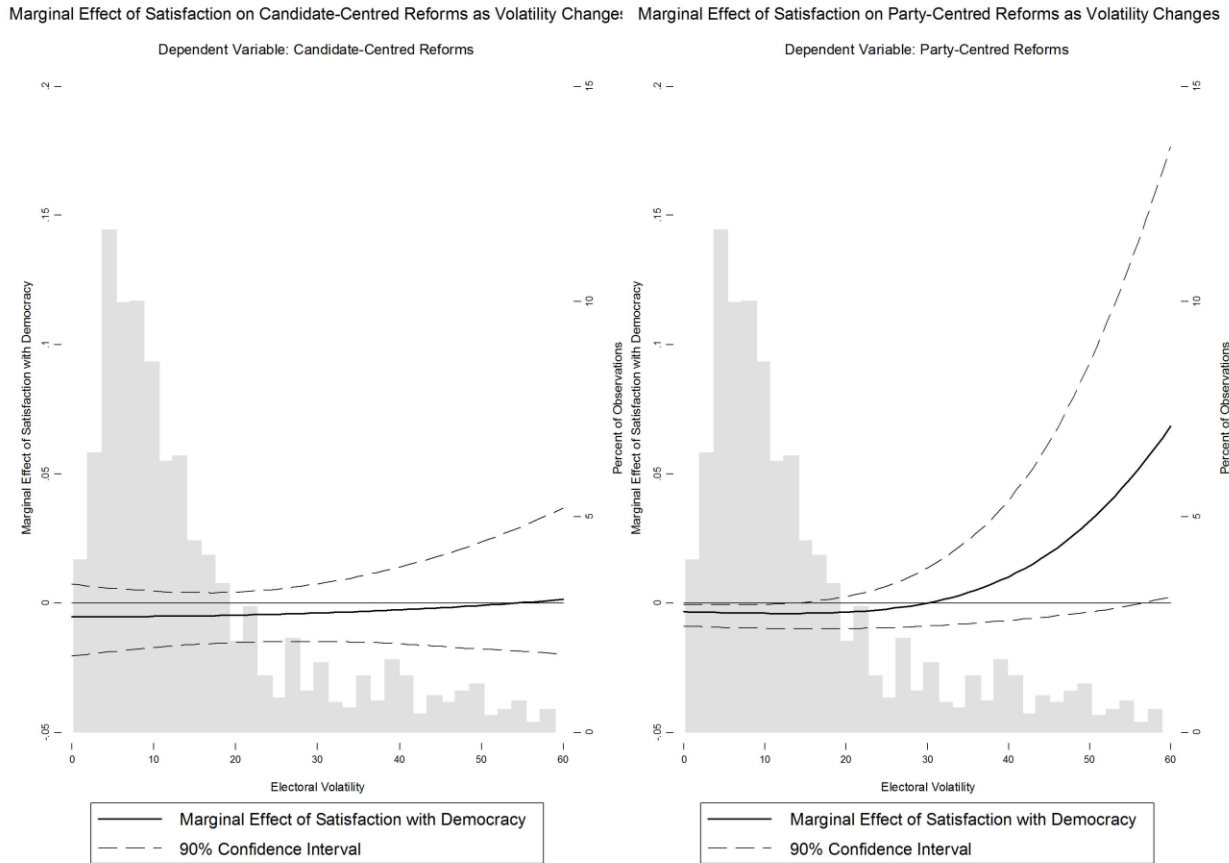 Marginal Effect of Satisfaction on Candidate-Centred Reforms as Volatility Changes
Dependent Variable: Candidate-Centred Reforms
Marginal Effect of Satisfaction with Democracy
.2
.15
.1
.05
0
-.05
15
10
5
0
Percent of Observations
0 10 20 30 40 50 60
Electoral Volatility
Marginal Effect of Satisfaction with Democracy
90% Confidence Interval
Marginal Effect of Satisfaction on Party-Centred Reforms as Volatility Changes
Dependent Variable: Party-Centred Reforms
Marginal Effect of Satisfaction with Democracy
.2
.15
.1
.05
0
-.05
15
10
5
0
Percent of Observations
0 10 20 30 40 50 60
Electoral Volatility
Marginal Effect of Satisfaction with Democracy
90% Confidence Interval